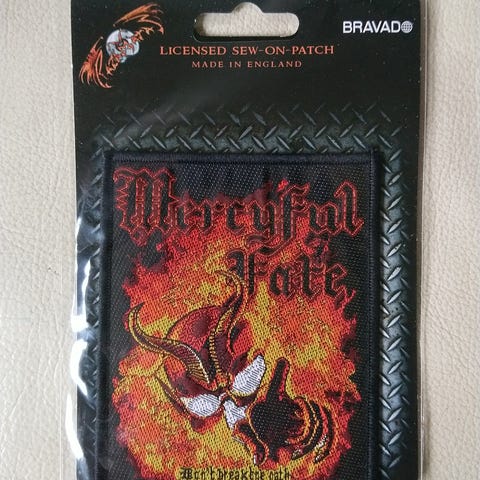 BRAVADO
LICENSED SEW-ON-PATCH
MADE IN ENGLAND
Mercyful
Fate
Don't break the oath